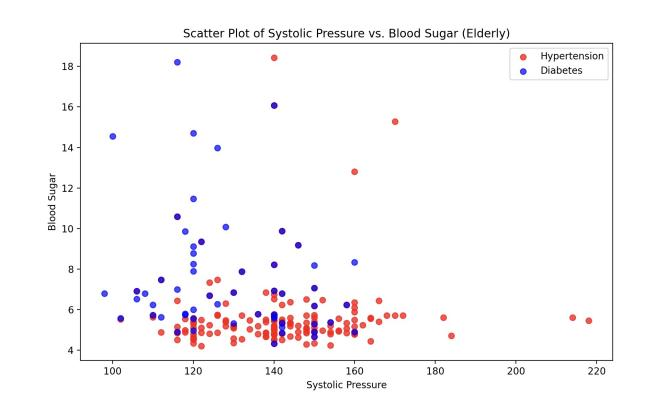 Scatter Plot of Systolic Pressure vs. Blood Sugar (Elderly)
Hypertension
Diabetes
18
16
14
12
10
8
6
4
Blood Sugar
100 120 140 160 180 200 220
Systolic Pressure